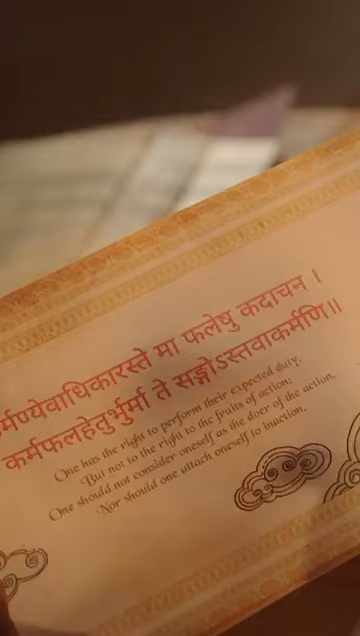 र्मण्येवाधिकारस्ते मा फलेषु कदाचन ।
कर्मफलहेतुर्भुर्मा ते सङ्गोऽस्तवाकर्मणि॥
One has the right to perform their expected duty,
But not to the right to the fruits of action;
One should not consider oneself as the doer of the action,
Nor should one attach oneself to inaction.